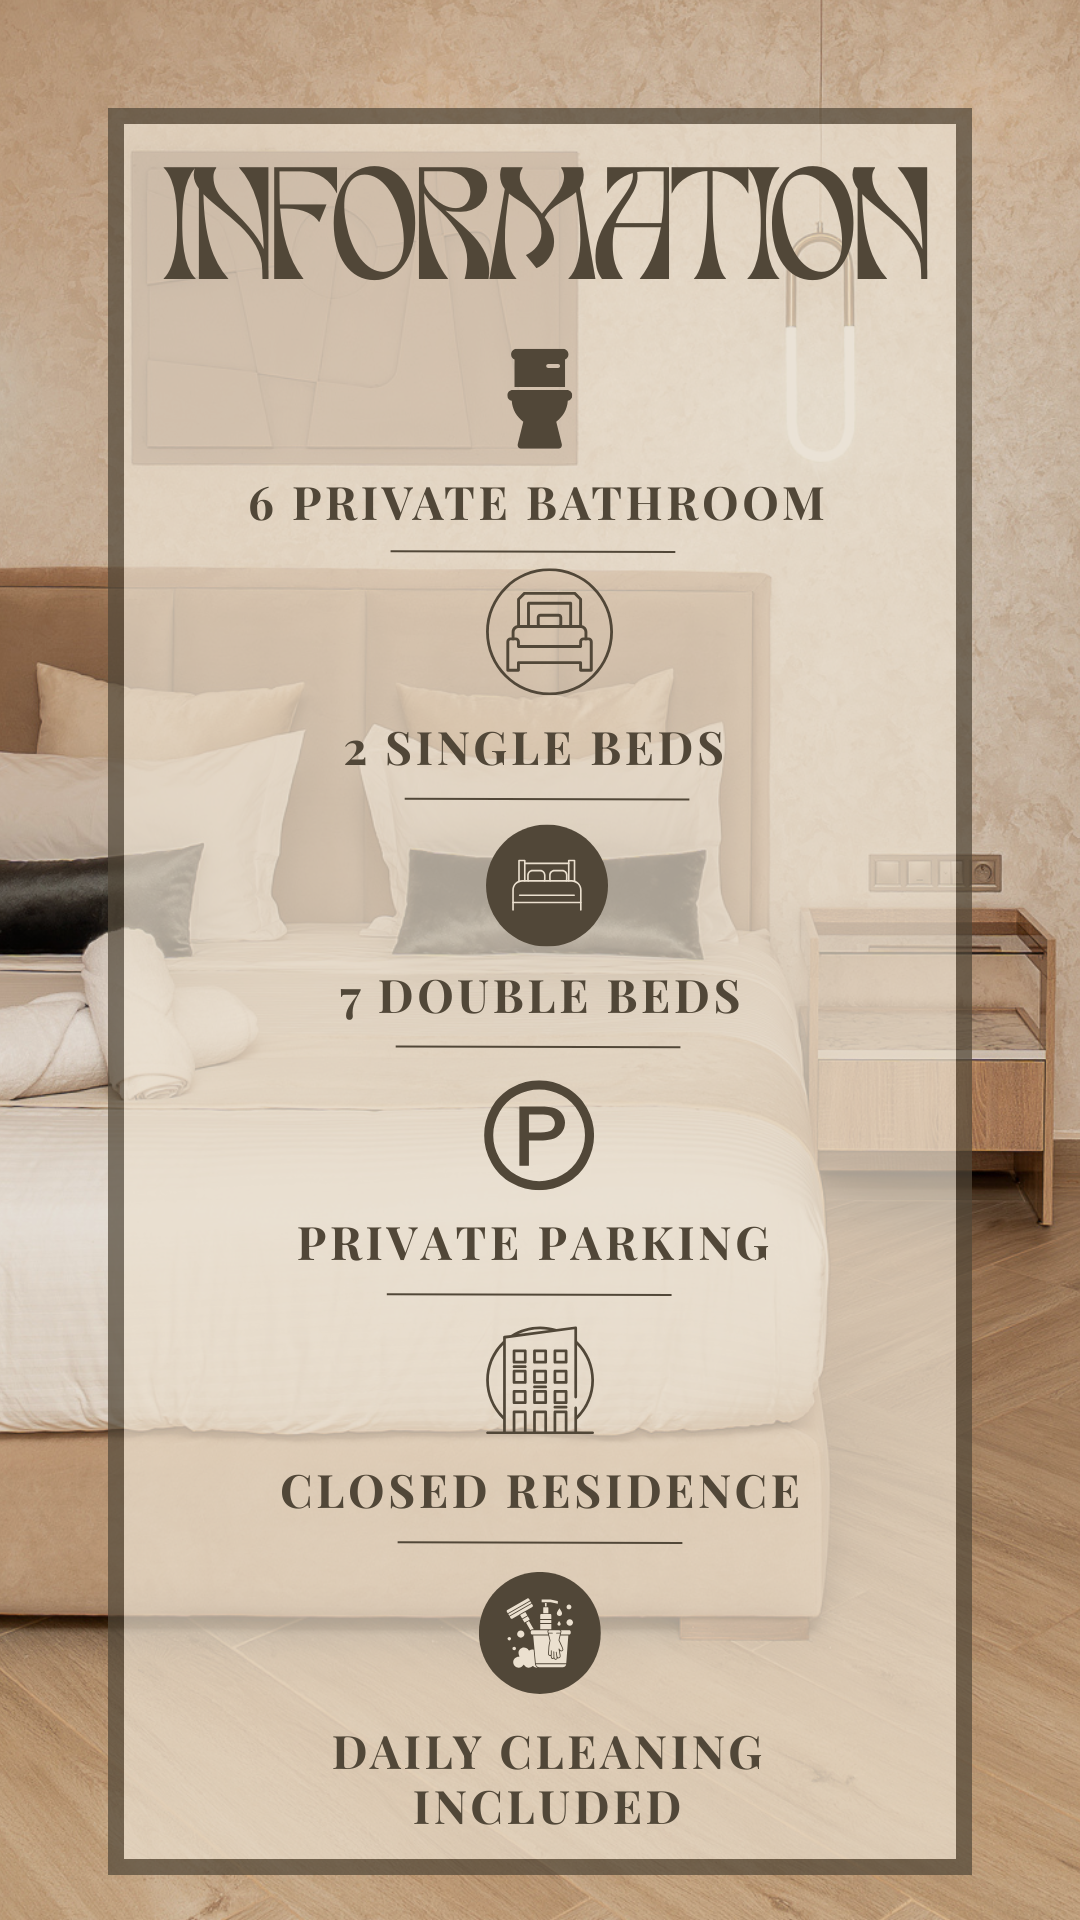 INFORMATION
6 PRIVATE BATHROOM
2 SINGLE BEDS
7 DOUBLE BEDS
P
PRIVATE PARKING
CLOSED RESIDENCE
DAILY CLEANING
INCLUDED